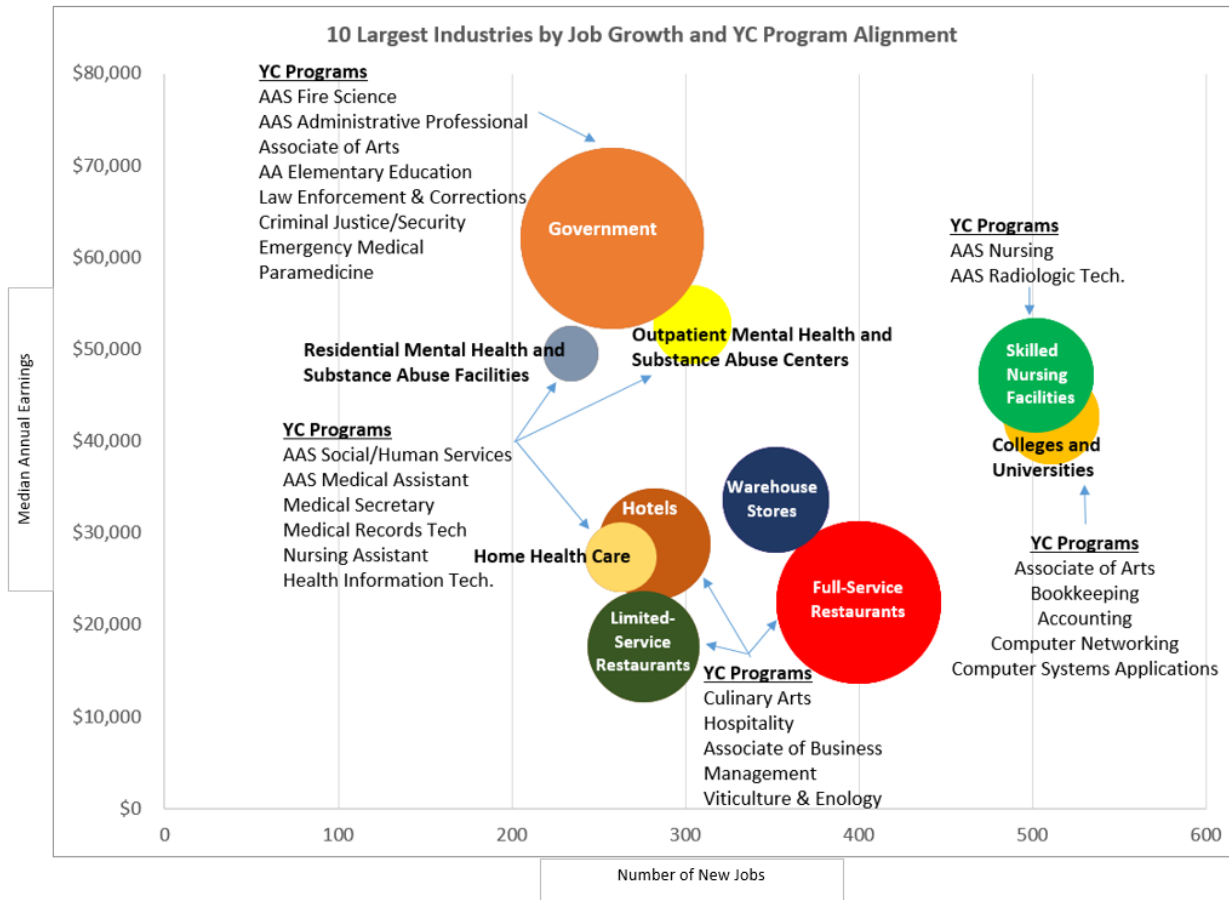 10 Largest Industries by Job Growth and YC Program Alignment
$80,000
$70,000
$60,000
$50,000
$40,000
$30,000
$20,000
$10,000
$0
Median Annual Earnings
YC Programs
AAS Fire Science
AAS Administrative Professional
Associate of Arts
AA Elementary Education
Law Enforcement & Corrections
Criminal Justice/Security
Emergency Medical
Paramedicine
Government
YC Programs
AAS Nursing
AAS Radiologic Tech.
Residential Mental Health and
Substance Abuse Facilities
Outpatient Mental Health and
Substance Abuse Centers
Skilled
Nursing
Facilities
Colleges and
Universities
YC Programs
AAS Social/Human Services
AAS Medical Assistant
Medical Secretary
Medical Records Tech
Nursing Assistant
Health Information Tech.
Hotels
Home Health Care
Warehouse
Stores
Limited-
Service
Restaurants
Full-Service
Restaurants
YC Programs
Associate of Arts
Bookkeeping
Accounting
Computer Networking
Computer Systems Applications
YC Programs
Culinary Arts
Hospitality
Associate of Business
Management
Viticulture & Enology
0
100
200
300
400
500
600
Number of New Jobs